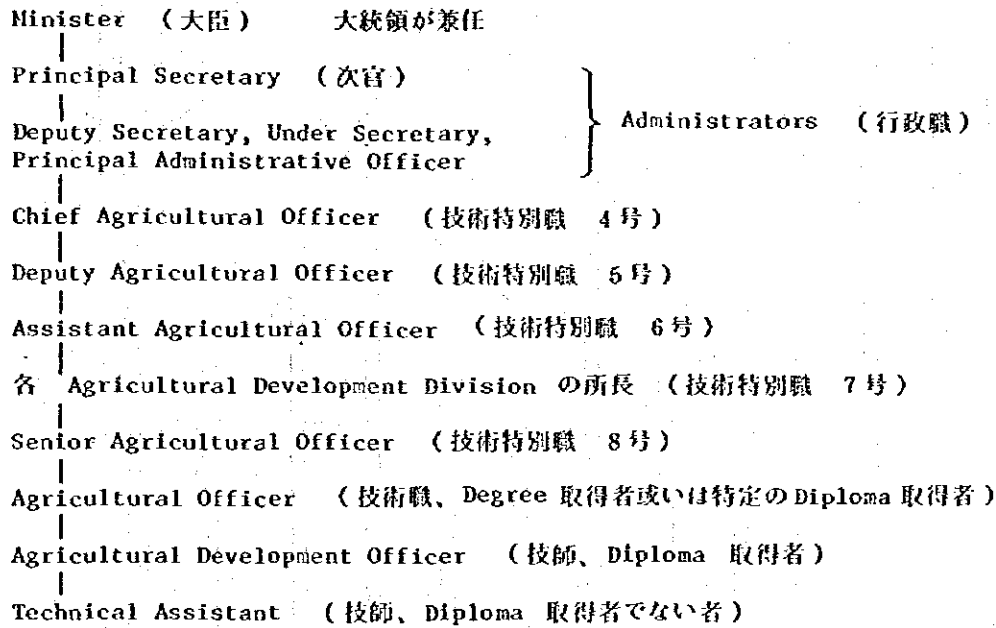 Minister （大臣） 大統領が兼任
Principal Secretary （次官）
Deputy Secretary, Under Secretary,
Principal Administrative Officer
Administrators （行政職）
Chief Agricultural Officer （技術特別職 4号）
Deputy Agricultural Officer （技術特別職 5号）
Assistant Agricultural Officer （技術特別職 6号）
各 Agricultural Development Division の所長 （技術特別職 7号）
Senior Agricultural Officer （技術特別職 8号）
Agricultural Officer （技術職、Degree 取得者或いは特定の Diploma 取得者）
Agricultural Development Officer （技師、Diploma 取得者）
Technical Assistant （技師、Diploma 取得者でない者）